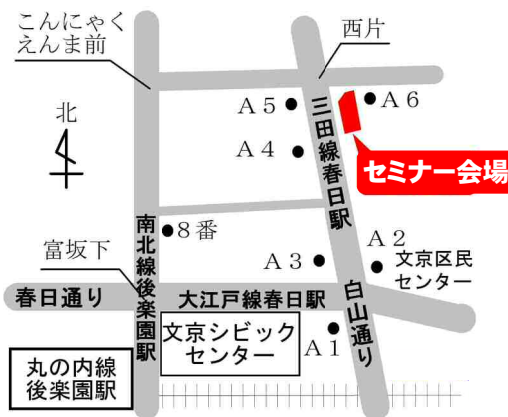 こんにゃく
えんま前
西片
A5
A6
北
三田線春日駅
A4
セミナー会場
8番
富坂下
南北線後楽園駅
A2
A3
文京区民
センター
春日通り
大江戸線春日駅
白山通り
文京シビック
センター
A1
丸の内線
後楽園駅